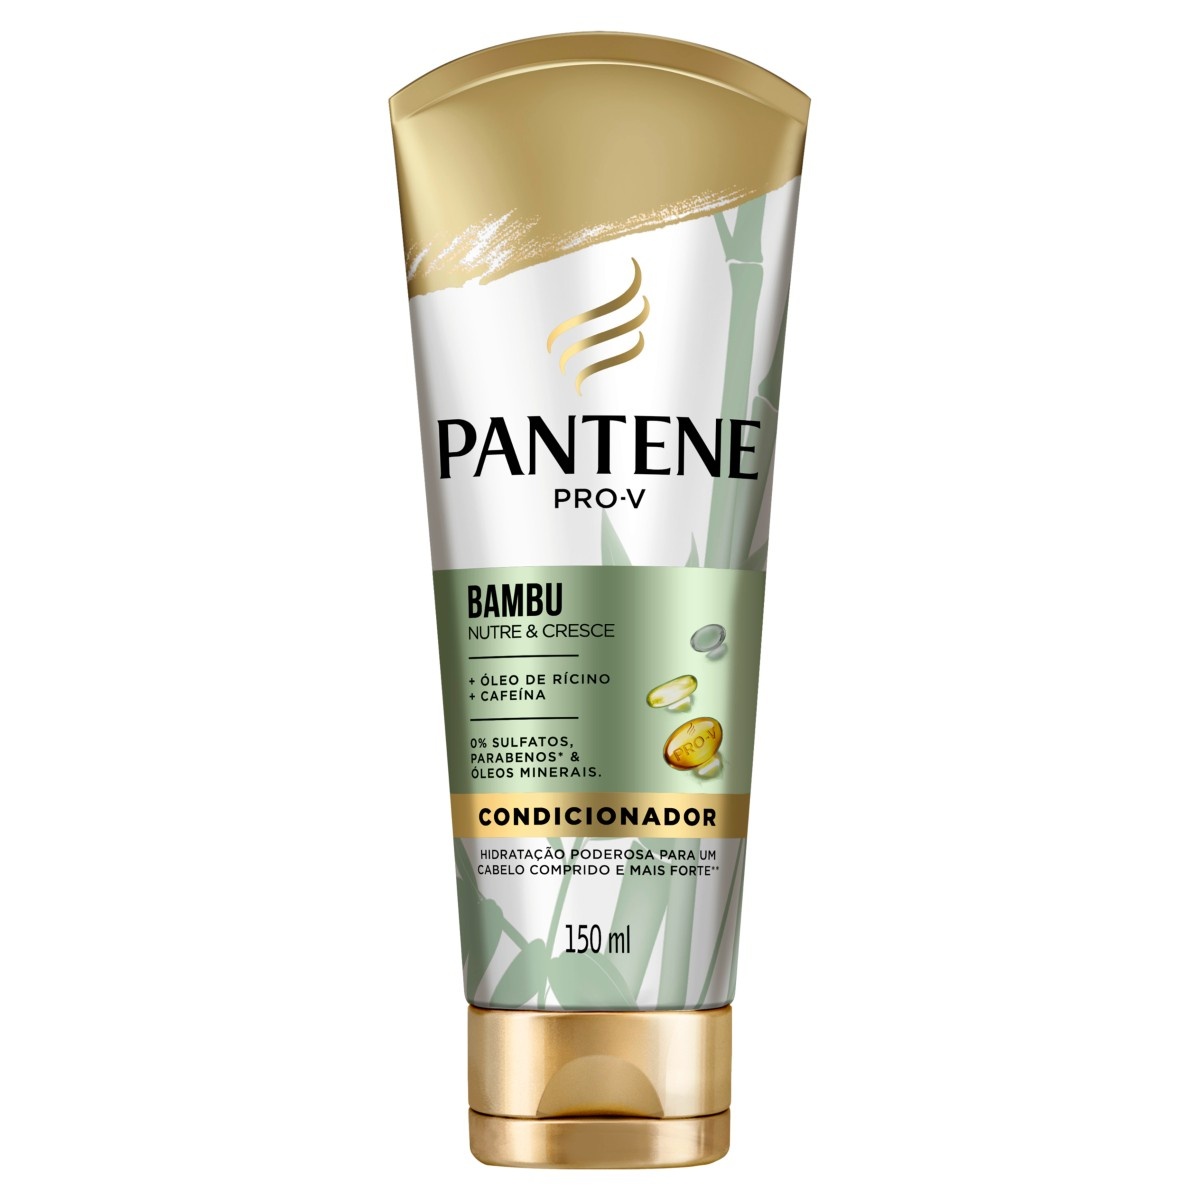 PANTENE
PRO-V
BAMBU
NUTRE & CRESCE
+ ÓLEO DE RÍCINO
+ CAFEÍNA
0% SULFATOS,
PARABENOS* &
ÓLEOS MINERAIS.
PRO-V
CONDICIONADOR
HIDRATAÇÃO PODEROSA PARA UM
CABELO COMPRIDO E MAIS FORTE**
150 ml